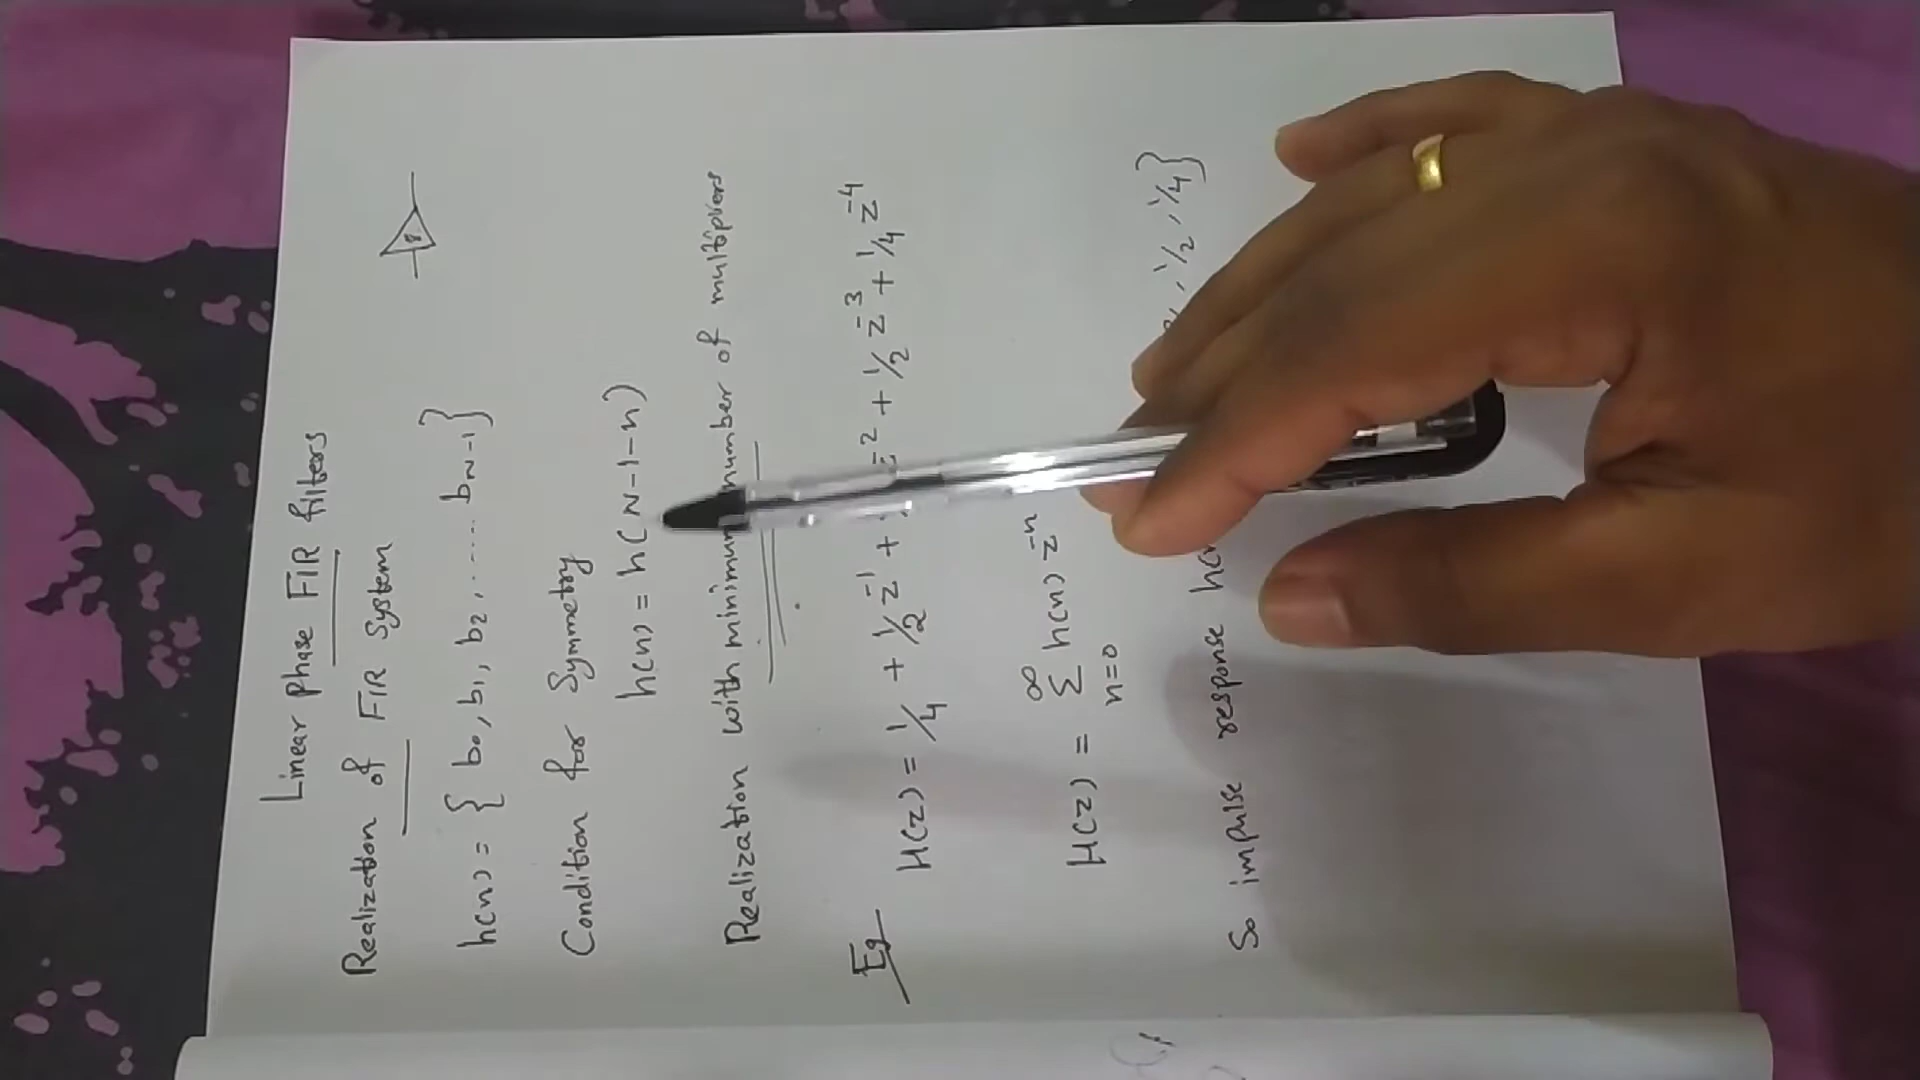 Linear phase FIR filters
Realization of FIR System
h(n) = { b0, b1, b2, ..... bN-1 }
Condition for Symmetry
h(n) = h(N-1-n)
Realization with minimum number of multipliers
Eg H(z) = 1/4 + 1/2 z^-1 + z^-2 + 1/2 z^-3 + 1/4 z^-4
H(z) = ∞ Σ n=0 h(n) z^-n
So impulse response , 1/2, 1/4}